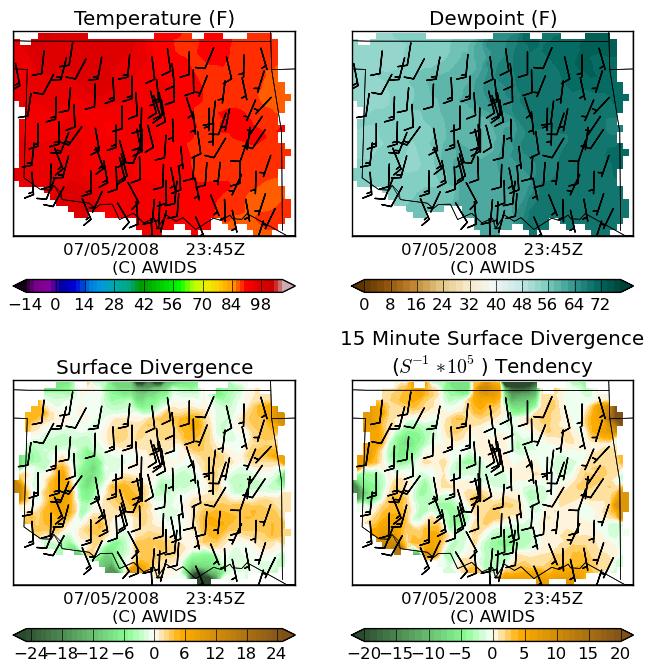 Temperature (F)
Dewpoint (F)
07/05/2008 23:45Z
(C) AWIDS
07/05/2008 23:45Z
(C) AWIDS
−14 0 14 28 42 56 70 84 98
0 8 16 24 32 40 48 56 64 72
Surface Divergence
15 Minute Surface Divergence
(S⁻¹ *10⁵ ) Tendency
07/05/2008 23:45Z
(C) AWIDS
07/05/2008 23:45Z
(C) AWIDS
−24 −18 −12 −6 0 6 12 18 24
−20 −15 −10 −5 0 5 10 15 20